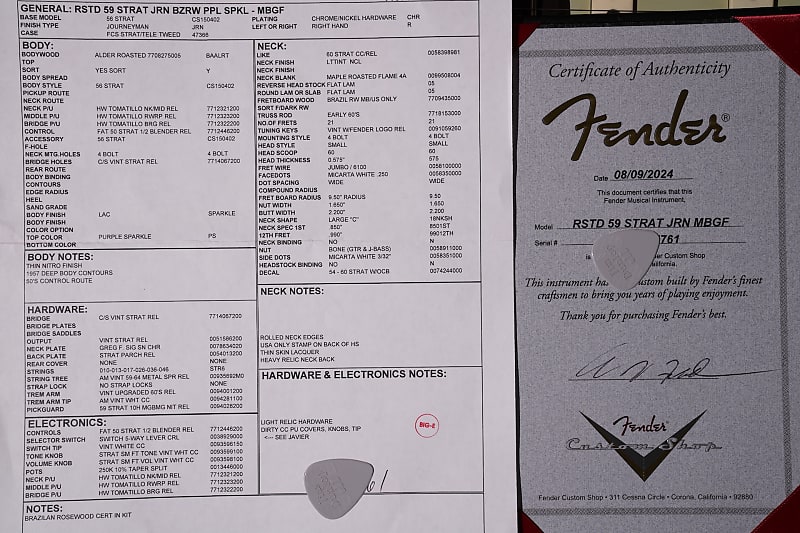 GENERAL: RSTD 59 STRAT JRN BZRW PPL SPKL - MBGF
BASE MODEL 56 STRAT CS150402 PLATING CHROME/NICKEL HARDWARE CHR
FINISH TYPE JOURNEYMAN JRN LEFT OR RIGHT RIGHT HAND R
CASE FCS STRAT/TELE TWEED 47366
BODY:
BODYWOOD ALDER ROASTED 7708275005 BAALRT
TOP
SORT YES SORT Y
BODY SPREAD
BODY STYLE 56 STRAT CS150402
PICKUP ROUTE
NECK ROUTE
NECK P/U HW TOMATILLO NK/MID REL 7712321200
MIDDLE P/U HW TOMATILLO RWRP REL 7712322200
BRIDGE P/U HW TOMATILLO BRG REL 7712322200
CONTROL FAT 50 STRAT 1/2 BLENDER REL 7712446200
ACCESSORY 56 STRAT CS150402
F-HOLE
NECK MTG.HOLES 4 BOLT 4 BOLT
BRIDGE HOLES C/S VINT STRAT REL 7714067200
REAR ROUTE
BODY BINDING
CONTOURS
EDGE RADIUS
HEEL
SAND GRADE
BODY FINISH LAC SPARKLE
BODY FINISH
COLOR OPTION
TOP COLOR PURPLE SPARKLE PS
BOTTOM COLOR
BODY NOTES:
THIN NITRO FINISH
1957 DEEP BODY CONTOURS
50'S CONTROL ROUTE
HARDWARE:
BRIDGE C/S VINT STRAT REL 7714067200
BRIDGE PLATES
BRIDGE SADDLES
OUTPUT VINT STRAT REL 0051586200
NECK PLATE GREG F. SIG SN CHR 0078634020
BACK PLATE STRAT PARCH REL 0054013200
REAR COVER NONE NONE
STRINGS 010-013-017-026-036-046 STR6
STRING TREE AM VINT 59-64 METAL SPR REL 00935692M0
STRAP LOCK NO STRAP LOCKS NONE
TREM ARM VINT UPGRADED 60'S REL 0094001200
TREM ARM TIP AM VINT CC WHT 0094281100
PICKGUARD 59 STRAT 10H MGBMG NIT REL 0094026200
ELECTRONICS:
CONTROLS FAT 50 STRAT 1/2 BLENDER REL 7712446200
SELECTOR SWITCH SWITCH 5-WAY LEVER CRL 0038929000
SWITCH TIP VINT WHITE CC 0093596150
TONE KNOB STRAT SM FT TONE VINT WHT CC 0093599100
VOLUME KNOB STRAT SM FT VOL VINT WHT CC 0093598100
POTS 250K 10% TAPER SPLIT 0013446000
NECK P/U HW TOMATILLO NK/MID REL 7712321200
MIDDLE P/U HW TOMATILLO RWRP REL 7712323200
BRIDGE P/U HW TOMATILLO BRG REL 7712322200
NOTES:
BRAZILAN ROSEWOOD CERT IN KIT
NECK:
LIKE 60 STRAT CC/REL 0058398981
NECK FINISH LTTINT NCL
NECK FINISH
NECK BLANK MAPLE ROASTED FLAME 4A 0099508004
REVERSE HEAD STOCK FLAT LAM 05
ROUND LAM OR SLAB FLAT LAM 05
FRETBOARD WOOD BRAZIL RW MB/US ONLY 7709435000
SORT F/DARK RW
TRUSS ROD EARLY 60'S 7718153000
NO.OF FRETS 21 21
TUNING KEYS VINT W/FENDER LOGO REL 0091059260
MOUNTING STYLE 4 BOLT 4 BOLT
HEAD STYLE SMALL SMALL
HEAD SCOOP 60 60
HEAD THICKNESS 0.575" 575
FRET WIRE JUMBO / 6100 0058100000
FACEDOTS MICARTA WHITE .250 0058350000
DOT SPACING WIDE WIDE
COMPOUND RADIUS
FRET BOARD RADIUS 9.50" RADIUS 9.50
NUT WIDTH 1.650" 1.650
BUTT WIDTH 2.200" 2.200
NECK SHAPE LARGE "C" 18NKSH
NECK SPEC 1ST .850" 8501ST
12TH FRET .990" 99012TH
NECK BINDING NO N
NUT BONE (GTR & J-BASS) 0058911000
SIDE DOTS MICARTA WHITE 3/32" 0058351000
HEADSTOCK BINDING NO N
DECAL 54 - 60 STRAT W/OCB 0074244000
NECK NOTES:
ROLLED NECK EDGES
USA ONLY STAMP ON BACK OF HS
THIN SKIN LACQUER
HEAVY RELIC NECK BACK
HARDWARE & ELECTRONICS NOTES:
LIGHT RELIC HARDWARE
DIRTY CC PU COVERS, KNOBS, TIP
<--- SEE JAVIER
61
Certificate of Authenticity
Fender®
Date 08/09/2024
This document certifies that this
Fender Musical Instrument,
Model RSTD 59 STRAT JRN MBGF
Serial # 761
Custom Shop
This instrument has custom built by Fender's finest
craftsmen to bring you years of playing enjoyment.
Thank you for purchasing Fender's best.
Fender
Custom Shop
Fender Custom Shop • 311 Cessna Circle • Corona, California • 92880